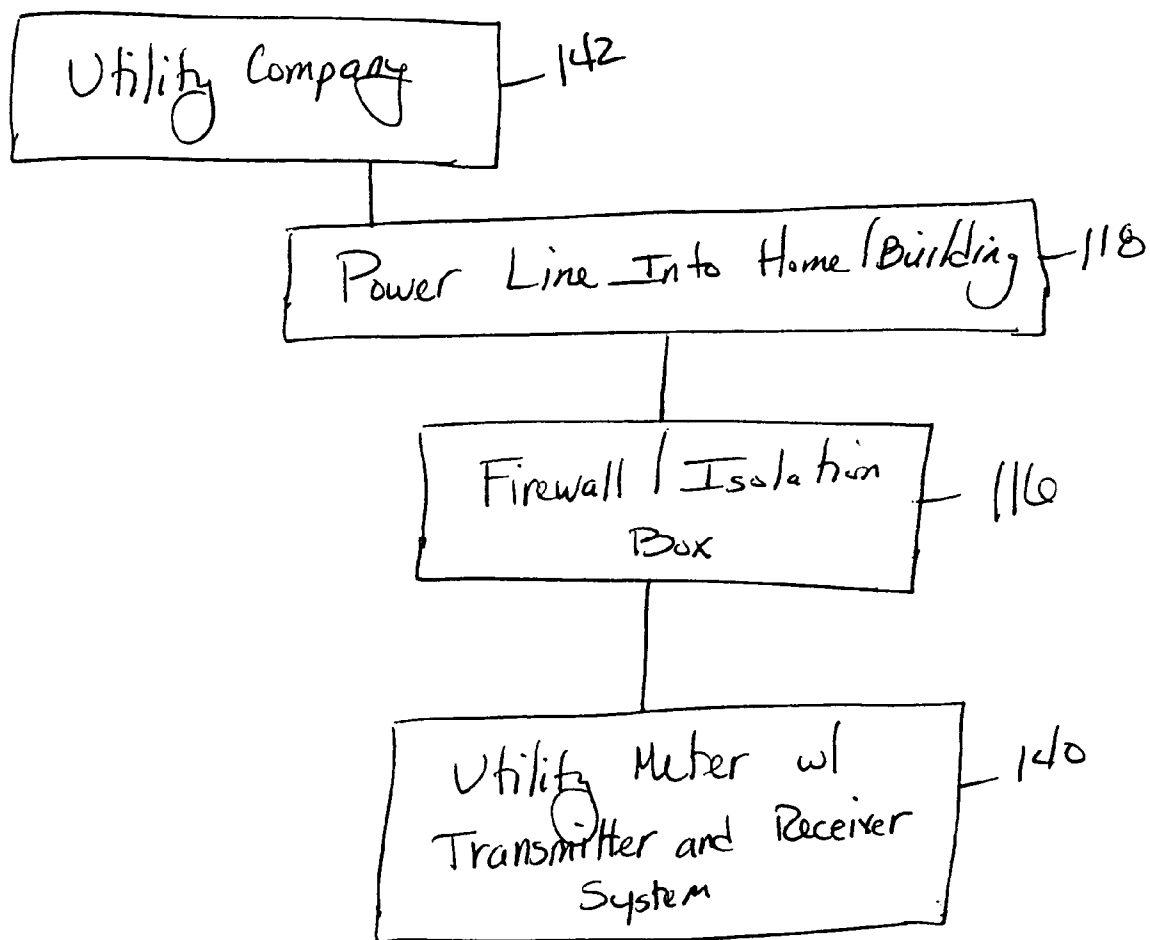 Utility Company
142
Power Line Into Home/Building
118
Firewall / Isolation
Box
116
Utility Meter w/
Transmitter and Receiver
System
140